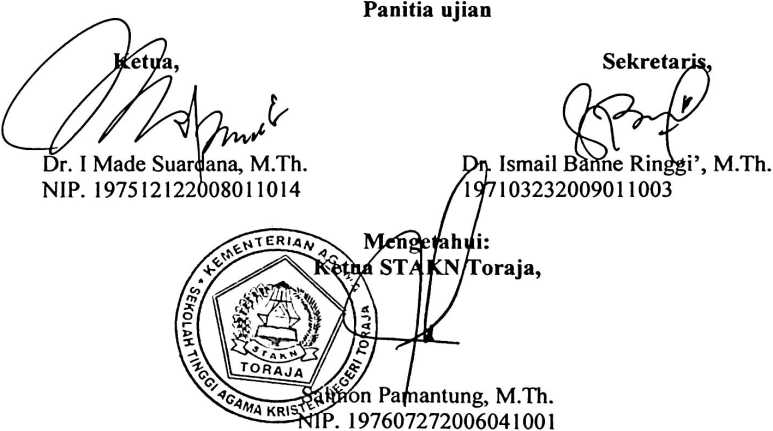 Panitia ujian
Ketua,
Sekretaris,
Dr. I Made Suardana, M.Th.
NIP. 197512122008011014
Dr. Ismail Banne Ringgi’, M.Th.
197103232009011003
Mengetahui:
Ketua STAKN Toraja,
KEMENTERIAN AGAMA
SEKOLAH TINGGI AGAMA KRISTEN NEGERI TORAJA
STAKN
TORAJA
Salmon Pamantung, M.Th.
NIP. 197607272006041001